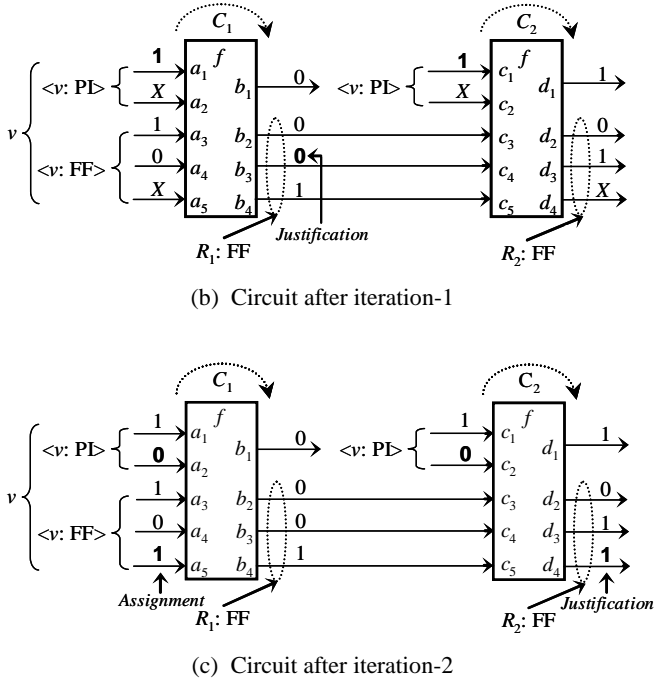 C1 C2
1 a1 f b1 0 <v: PI> 1 c1 f d1 1
<v: PI> X a2 X c2
v 1 a3 b2 0 c3 d2 0
<v: FF> 0 a4 b3 0 c4 d3 1
X a5 b4 1 c5 d4 X
Justification
R1: FF R2: FF
(b) Circuit after iteration-1
C1 C2
1 a1 f b1 0 <v: PI> 1 c1 f d1 1
<v: PI> 0 a2 0 c2
v 1 a3 b2 0 c3 d2 0
<v: FF> 0 a4 b3 0 c4 d3 1
1 a5 b4 1 c5 d4 1
Assignment Justification
R1: FF R2: FF
(c) Circuit after iteration-2